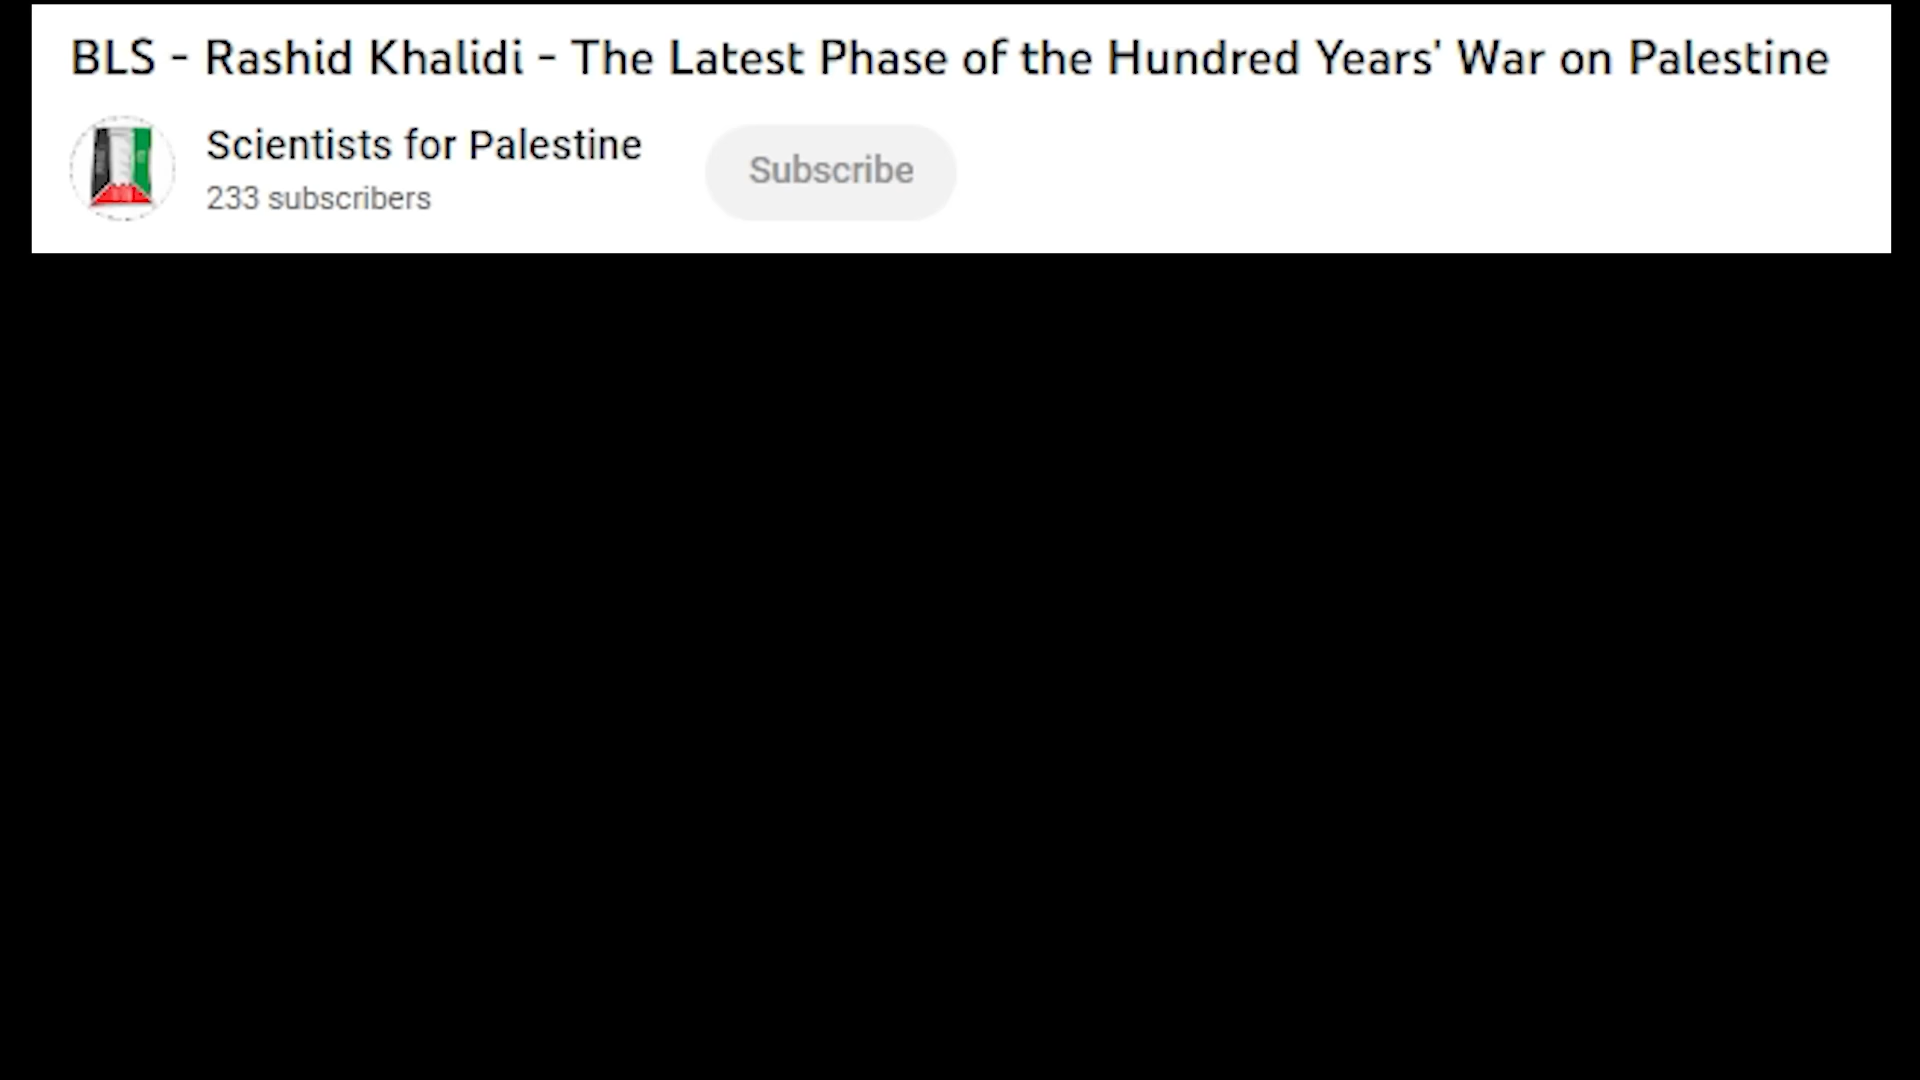 BLS - Rashid Khalidi - The Latest Phase of the Hundred Years' War on Palestine
Scientists for Palestine
233 subscribers
Subscribe